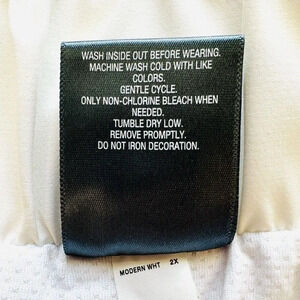 WASH INSIDE OUT BEFORE WEARING.
MACHINE WASH COLD WITH LIKE
COLORS.
GENTLE CYCLE.
ONLY NON-CHLORINE BLEACH WHEN
NEEDED.
TUMBLE DRY LOW.
REMOVE PROMPTLY.
DO NOT IRON DECORATION.
MODERN WHT 2X